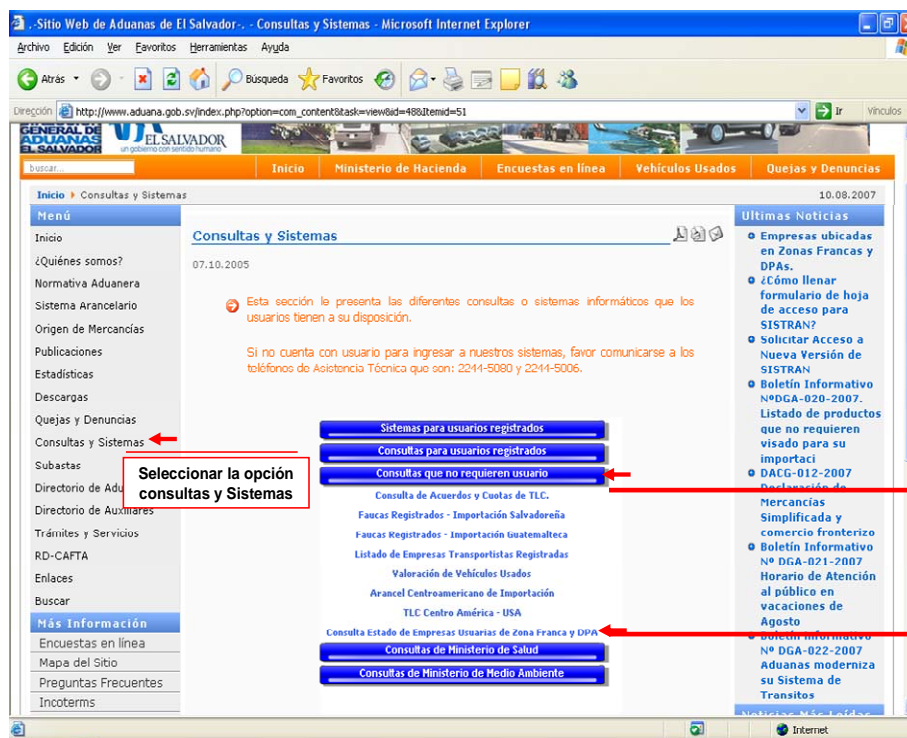 .-Sitio Web de Aduanas de El Salvador-. - Consultas y Sistemas - Microsoft Internet Explorer
Archivo Edición Ver Favoritos Herramientas Ayuda
Atrás Búsqueda Favoritos
Dirección http://www.aduana.gob.sv/index.php?option=com_content&task=view&id=48&Itemid=51 Ir Vínculos
GENERAL DE
ADUANAS
EL SALVADOR
EL SALVADOR
un gobierno con sentido humano
buscar... Inicio Ministerio de Hacienda Encuestas en línea Vehículos Usados Quejas y Denuncias
Inicio Consultas y Sistemas 10.08.2007
Menú
Inicio
¿Quiénes somos?
Normativa Aduanera
Sistema Arancelario
Origen de Mercancías
Publicaciones
Estadísticas
Descargas
Quejas y Denuncias
Consultas y Sistemas
Subastas
Directorio de Adu
Directorio de Auxiliares
Trámites y Servicios
RD-CAFTA
Enlaces
Buscar
Más Información
Encuestas en línea
Mapa del Sitio
Preguntas Frecuentes
Incoterms
Seleccionar la opción
consultas y Sistemas
Consultas y Sistemas
07.10.2005
Esta sección le presenta las diferentes consultas o sistemas informáticos que los
usuarios tienen a su disposición.
Si no cuenta con usuario para ingresar a nuestros sistemas, favor comunicarse a los
teléfonos de Asistencia Técnica que son: 2244-5080 y 2244-5006.
Sistemas para usuarios registrados
Consultas para usuarios registrados
Consultas que no requieren usuario
Consulta de Acuerdos y Cuotas de TLC.
Faucas Registrados - Importación Salvadoreña
Faucas Registrados - Importación Guatemalteca
Listado de Empresas Transportistas Registradas
Valoración de Vehículos Usados
Arancel Centroamericano de Importación
TLC Centro América - USA
Consulta Estado de Empresas Usuarias de Zona Franca y DPA
Consultas de Ministerio de Salud
Consultas de Ministerio de Medio Ambiente
Ultimas Noticias
Empresas ubicadas
en Zonas Francas y
DPAs.
¿Cómo llenar
formulario de hoja
de acceso para
SISTRAN?
Solicitar Acceso a
Nueva Versión de
SISTRAN
Boletín Informativo
NºDGA-020-2007.
Listado de productos
que no requieren
visado para su
importaci
DACG-012-2007
Declaración de
Mercancías
Simplificada y
comercio fronterizo
Boletín Informativo
Nº DGA-021-2007
Horario de Atención
al público en
vacaciones de
Agosto
Boletín Informativo
Nº DGA-022-2007
Aduanas moderniza
su Sistema de
Transitos
Noticias Más Leídas
Internet